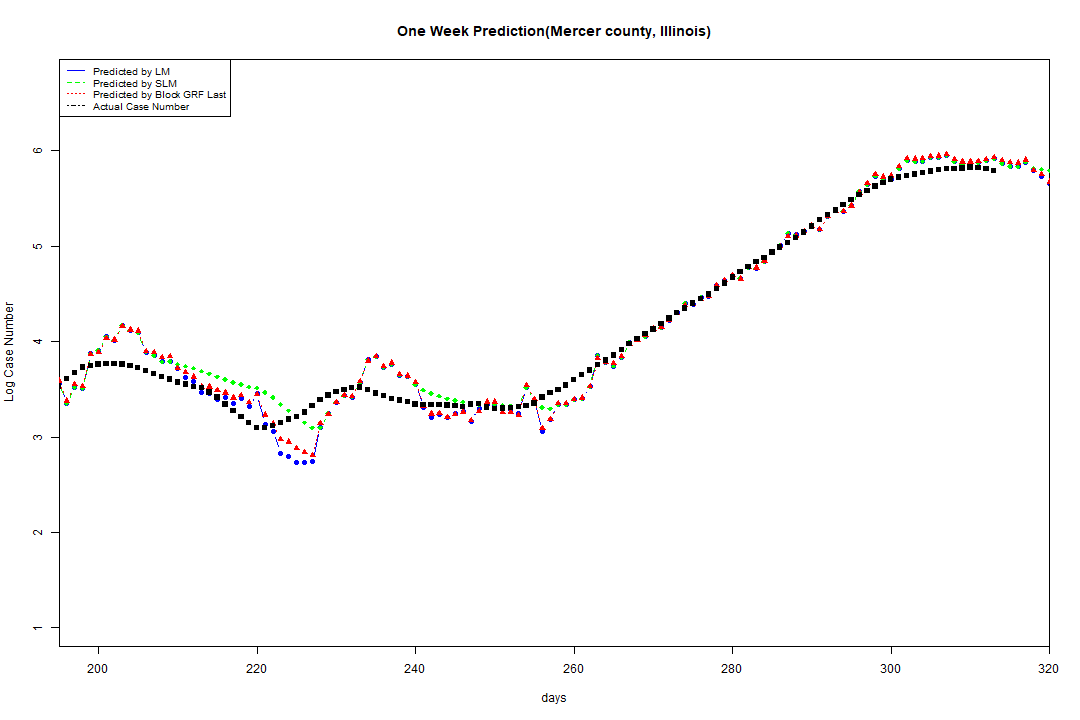 One Week Prediction(Mercer county, Illinois)
Predicted by LM
Predicted by SLM
Predicted by Block GRF Last
Actual Case Number
Log Case Number
6
5
4
3
2
1
200 220 240 260 280 300 320
days